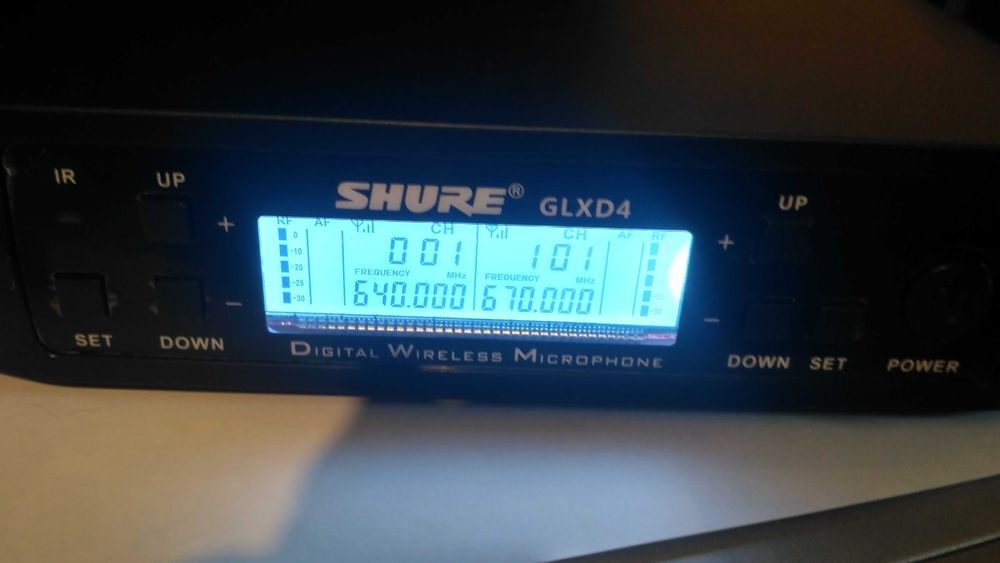 IR UP SHURE® GLXD4 UP
+ RF AF CH CH AF RF +
0 001 101
-10 FREQUENCY MHz FREQUENCY MHz
-20 640.000 670.000
-25
-30
- -
SET DOWN DIGITAL WIRELESS MICROPHONE DOWN SET POWER